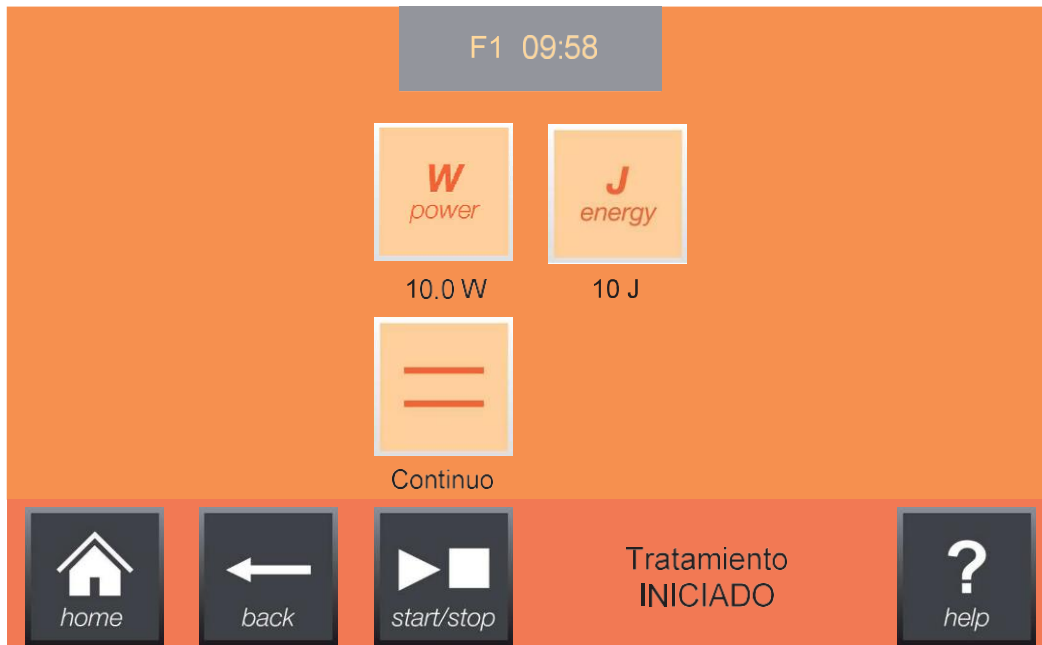 F1 09:58
W
power
J
energy
10.0 W
10 J
Continuo
home
back
start/stop
Tratamiento
INICIADO
?
help